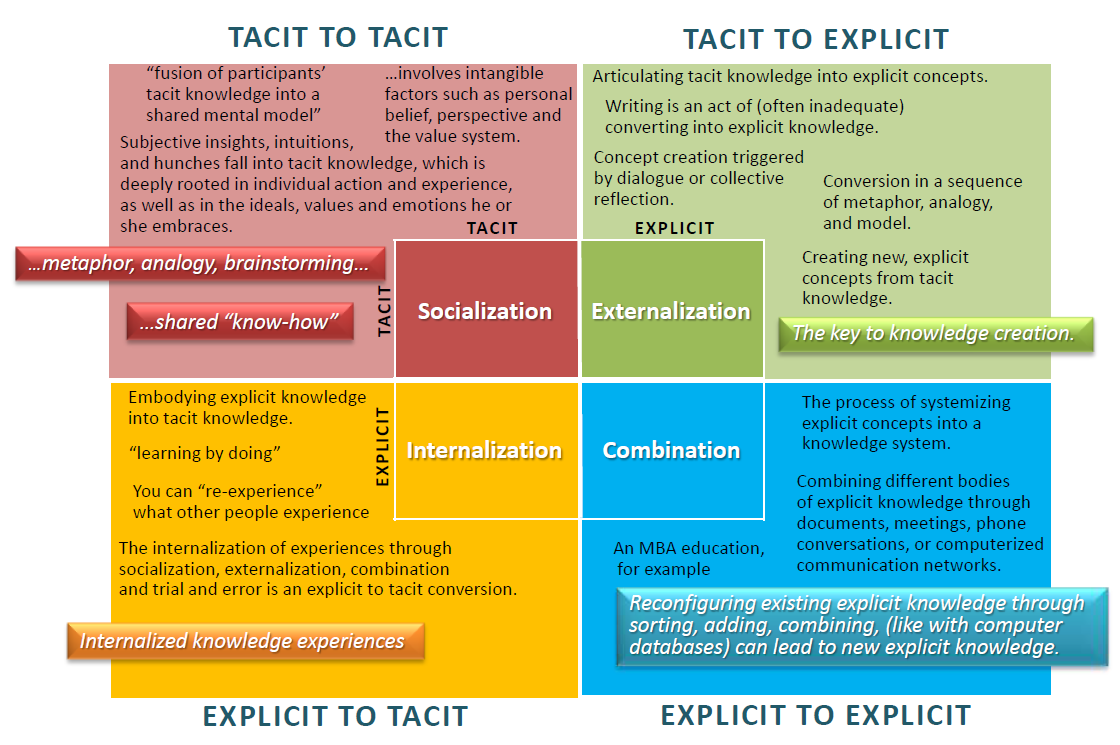 TACIT TO TACIT
TACIT TO EXPLICIT
“fusion of participants’
tacit knowledge into a
shared mental model”
…involves intangible
factors such as personal
belief, perspective and
the value system.
Subjective insights, intuitions,
and hunches fall into tacit knowledge, which is
deeply rooted in individual action and experience,
as well as in the ideals, values and emotions he or
she embraces.
…metaphor, analogy, brainstorming…
…shared “know-how”
Articulating tacit knowledge into explicit concepts.
Writing is an act of (often inadequate)
converting into explicit knowledge.
Concept creation triggered
by dialogue or collective
reflection.
Conversion in a sequence
of metaphor, analogy,
and model.
Creating new, explicit
concepts from tacit
knowledge.
The key to knowledge creation.
TACIT
EXPLICIT
TACIT
Socialization
Externalization
EXPLICIT
Internalization
Combination
Embodying explicit knowledge
into tacit knowledge.
“learning by doing”
You can “re-experience”
what other people experience
The internalization of experiences through
socialization, externalization, combination
and trial and error is an explicit to tacit conversion.
Internalized knowledge experiences
The process of systemizing
explicit concepts into a
knowledge system.
Combining different bodies
of explicit knowledge through
documents, meetings, phone
conversations, or computerized
communication networks.
An MBA education,
for example
Reconfiguring existing explicit knowledge through
sorting, adding, combining, (like with computer
databases) can lead to new explicit knowledge.
EXPLICIT TO TACIT
EXPLICIT TO EXPLICIT